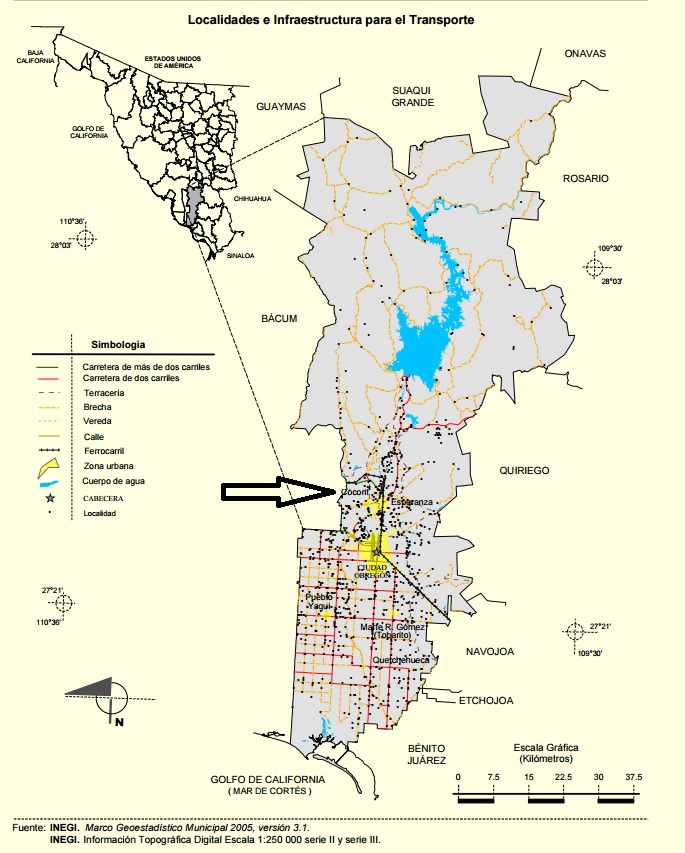 Localidades e Infraestructura para el Transporte
BAJA
CALIFORNIA
ESTADOS UNIDOS
DE AMÉRICA
GOLFO DE
CALIFORNIA
CHIHUAHUA
SINALOA
110°36'
28°03'
ONAVAS
SUAQUI
GRANDE
GUAYMAS
ROSARIO
109°30'
28°03'
BÁCUM
Simbología
Carretera de más de dos carriles
Carretera de dos carriles
Terracería
Brecha
Vereda
Calle
Ferrocarril
Zona urbana
Cuerpo de agua
CABECERA
Localidad
QUIRIEGO
Cócorit
Esperanza
CIUDAD
OBREGÓN
Pueblo
Yaqui
Marte R. Gómez
(Tobarito)
Quetchehueca
27°21'
110°36'
27°21'
109°30'
NAVOJOA
ETCHOJOA
N
BÉNITO
JUÁREZ
GOLFO DE CALIFORNIA
( MAR DE CORTÉS )
Escala Gráfica
(Kilómetros)
0 7.5 15 22.5 30 37.5
Fuente: INEGI. Marco Geoestadístico Municipal 2005, versión 3.1.
INEGI. Información Topográfica Digital Escala 1:250 000 serie II y serie III.